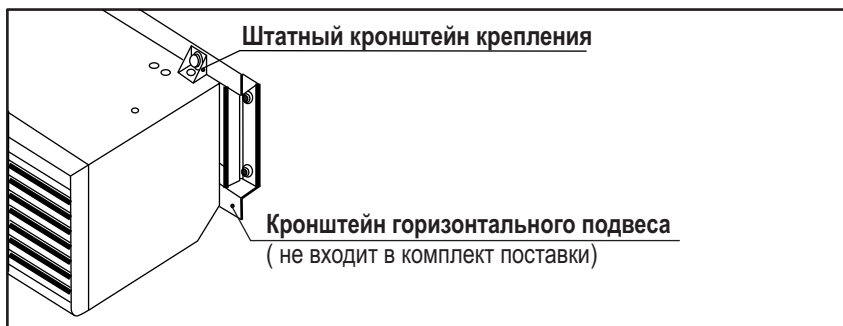 Штатный кронштейн крепления
Кронштейн горизонтального подвеса
( не входит в комплект поставки)